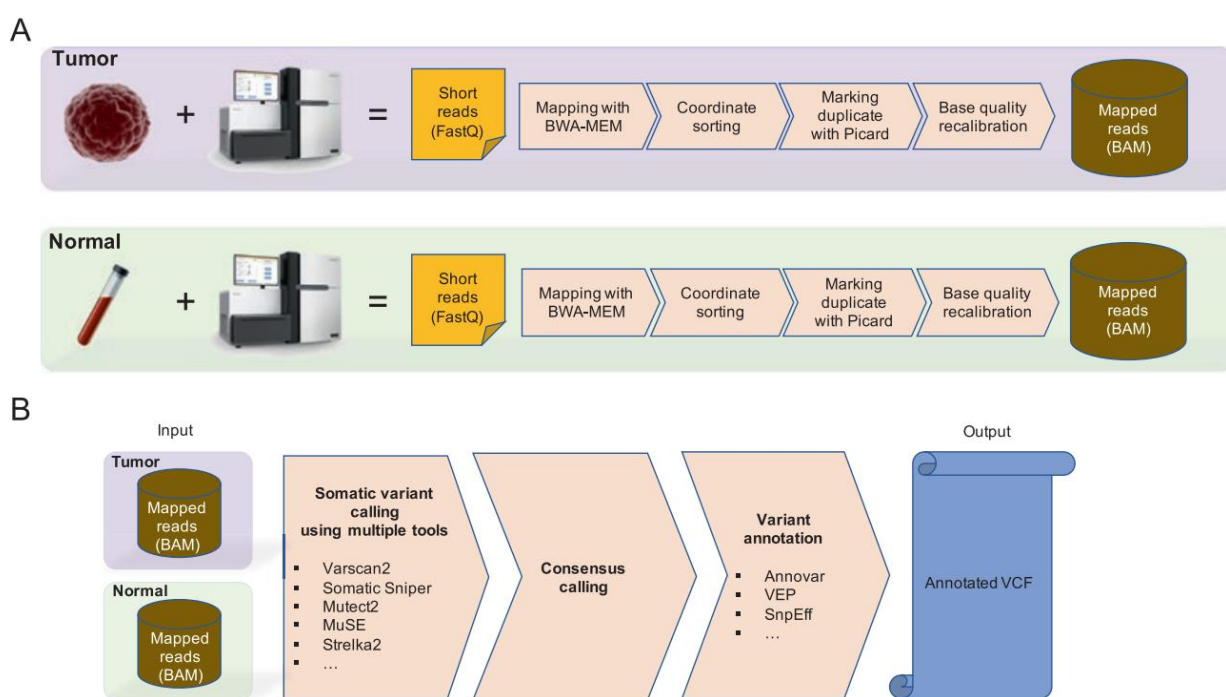 A
Tumor
+
=
Short
reads
(FastQ)
Mapping with
BWA-MEM
Coordinate
sorting
Marking
duplicate
with Picard
Base quality
recalibration
Mapped
reads
(BAM)
Normal
+
=
Short
reads
(FastQ)
Mapping with
BWA-MEM
Coordinate
sorting
Marking
duplicate
with Picard
Base quality
recalibration
Mapped
reads
(BAM)
B
Input
Tumor
Mapped
reads
(BAM)
Normal
Mapped
reads
(BAM)
Somatic variant
calling
using multiple tools
▪ Varscan2
▪ Somatic Sniper
▪ Mutect2
▪ MuSE
▪ Strelka2
▪ …
Consensus
calling
Variant
annotation
▪ Annovar
▪ VEP
▪ SnpEff
▪ …
Output
Annotated VCF